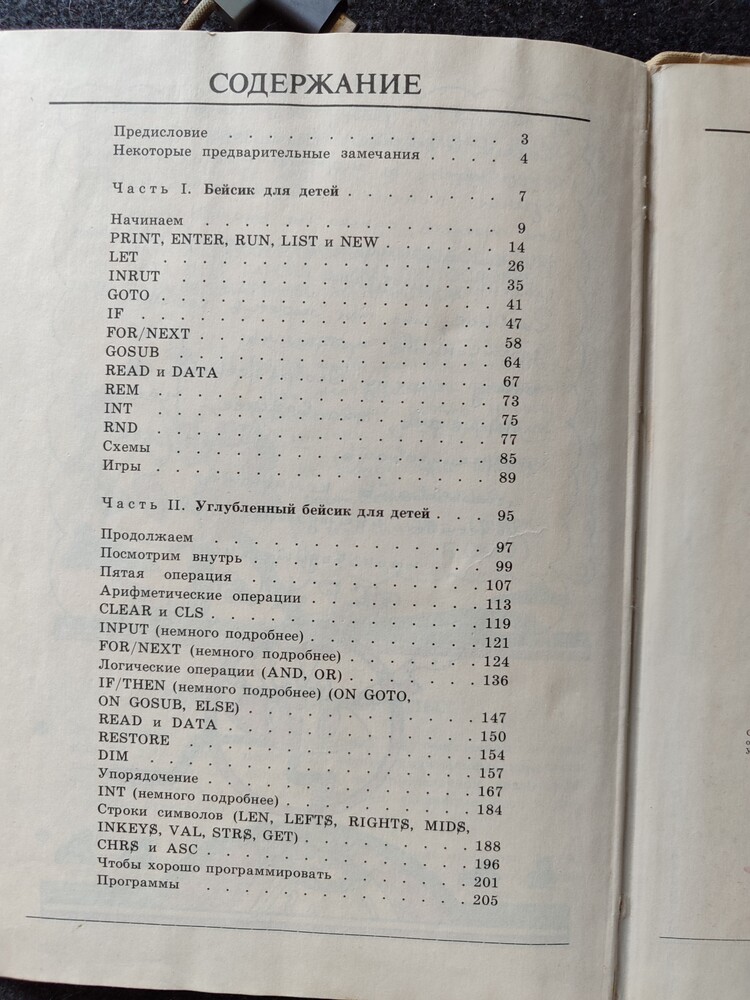 СОДЕРЖАНИЕ
Предисловие . . . . . . . . . . . . . . 3
Некоторые предварительные замечания . . . . 4
Часть I. Бейсик для детей . . . . . . . . 7
Начинаем . . . . . . . . . . . . . . . 9
PRINT, ENTER, RUN, LIST и NEW . . . . . . 14
LET . . . . . . . . . . . . . . . . . 26
INRUT . . . . . . . . . . . . . . . . 35
GOTO . . . . . . . . . . . . . . . . . 41
IF . . . . . . . . . . . . . . . . . . 47
FOR/NEXT . . . . . . . . . . . . . . . 58
GOSUB . . . . . . . . . . . . . . . . 64
READ и DATA . . . . . . . . . . . . . 67
REM . . . . . . . . . . . . . . . . . 73
INT . . . . . . . . . . . . . . . . . 75
RND . . . . . . . . . . . . . . . . . 77
Схемы . . . . . . . . . . . . . . . . 85
Игры . . . . . . . . . . . . . . . . . 89
Часть II. Углубленный бейсик для детей . . . 95
Продолжаем . . . . . . . . . . . . . . 97
Посмотрим внутрь . . . . . . . . . . . . 99
Пятая операция . . . . . . . . . . . . 107
Арифметические операции . . . . . . . . . 113
CLEAR и CLS . . . . . . . . . . . . . . 119
INPUT (немного подробнее) . . . . . . . . . 121
FOR/NEXT (немного подробнее) . . . . . . . 124
Логические операции (AND, OR) . . . . . . . 136
IF/THEN (немного подробнее) (ON GOTO,
ON GOSUB, ELSE) . . . . . . . . . . . . 147
READ и DATA . . . . . . . . . . . . . 150
RESTORE . . . . . . . . . . . . . . . 154
DIM . . . . . . . . . . . . . . . . . 157
Упорядочение . . . . . . . . . . . . . 167
INT (немного подробнее) . . . . . . . . . . 184
Строки символов (LEN, LEFT$, RIGHT$, MID$,
INKEY$, VAL, STR$, GET) . . . . . . . . . 188
CHR$ и ASC . . . . . . . . . . . . . . 196
Чтобы хорошо программировать . . . . . . . 201
Программы . . . . . . . . . . . . . . 205